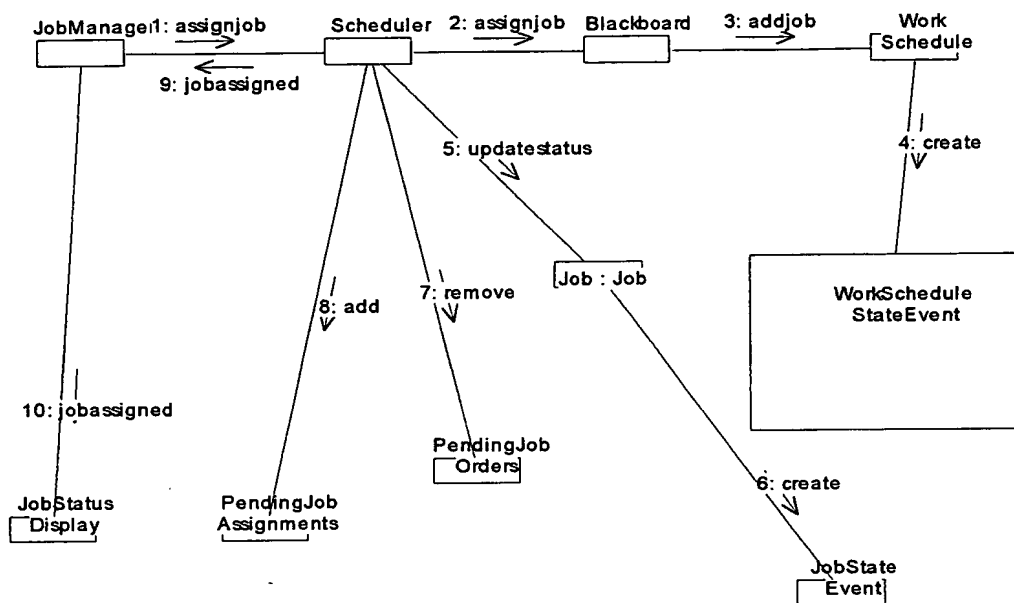 JobManager
1: assignjob
Scheduler
2: assignjob
Blackboard
3: addjob
Work
Schedule
9: jobassigned
4: create
5: updatestatus
Job : Job
WorkSchedule
StateEvent
7: remove
8: add
10: jobassigned
PendingJob
Orders
6: create
JobStatus
Display
PendingJob
Assignments
JobState
Event